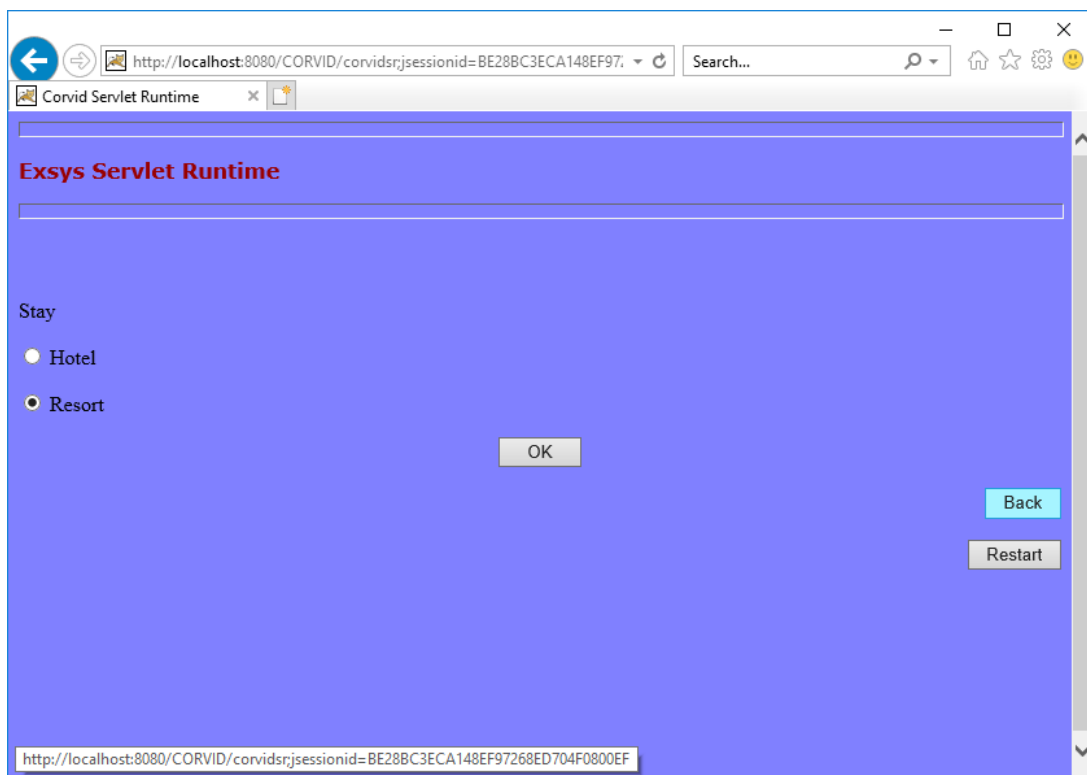 http://localhost:8080/CORVID/corvidsr;jsessionid=BE28BC3ECA148EF97;
Search...
Corvid Servlet Runtime
Exsys Servlet Runtime
Stay
Hotel
Resort
OK
Back
Restart
http://localhost:8080/CORVID/corvidsr;jsessionid=BE28BC3ECA148EF97268ED704F0800EF